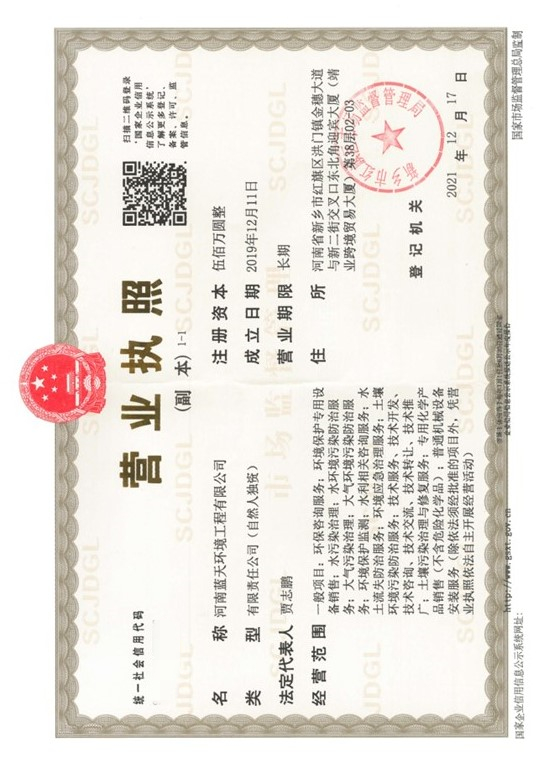 营业执照
(副 本) 1-1
统一社会信用代码
扫描二维码登录
"国家企业信用
信息公示系统"
了解更多登记、
备案、许可、监
管信息。
名 称 河南蓝天环境工程有限公司
类 型 有限责任公司（自然人独资）
法定代表人 贾志鹏
经营范围 一般项目：环保咨询服务；环境保护专用设
备销售；水污染治理；水环境污染防治服
务；大气污染治理；大气环境污染防治服
务；环境保护监测；水利相关咨询服务；水
土流失防治服务；环境应急治理服务；土壤
环境污染防治服务；技术服务、技术开发、
技术咨询、技术交流、技术转让、技术推
广；土壤污染治理与修复服务；专用化学产
品销售（不含危险化学品）；普通机械设备
安装服务（除依法须经批准的项目外，凭营
业执照依法自主开展经营活动）
注册资本 伍佰万圆整
成立日期 2019年12月11日
营业期限 长期
住 所 河南省新乡市红旗区洪门镇金穗大道
与新二街交叉口东北角迎宾大厦（靖
业跨境贸易大厦）第38层02-03
登记机关
2021 年 12 月 17 日
国家企业信用信息公示系统网址：http://www.gsxt.gov.cn
国家市场监督管理总局监制
SCJDGL